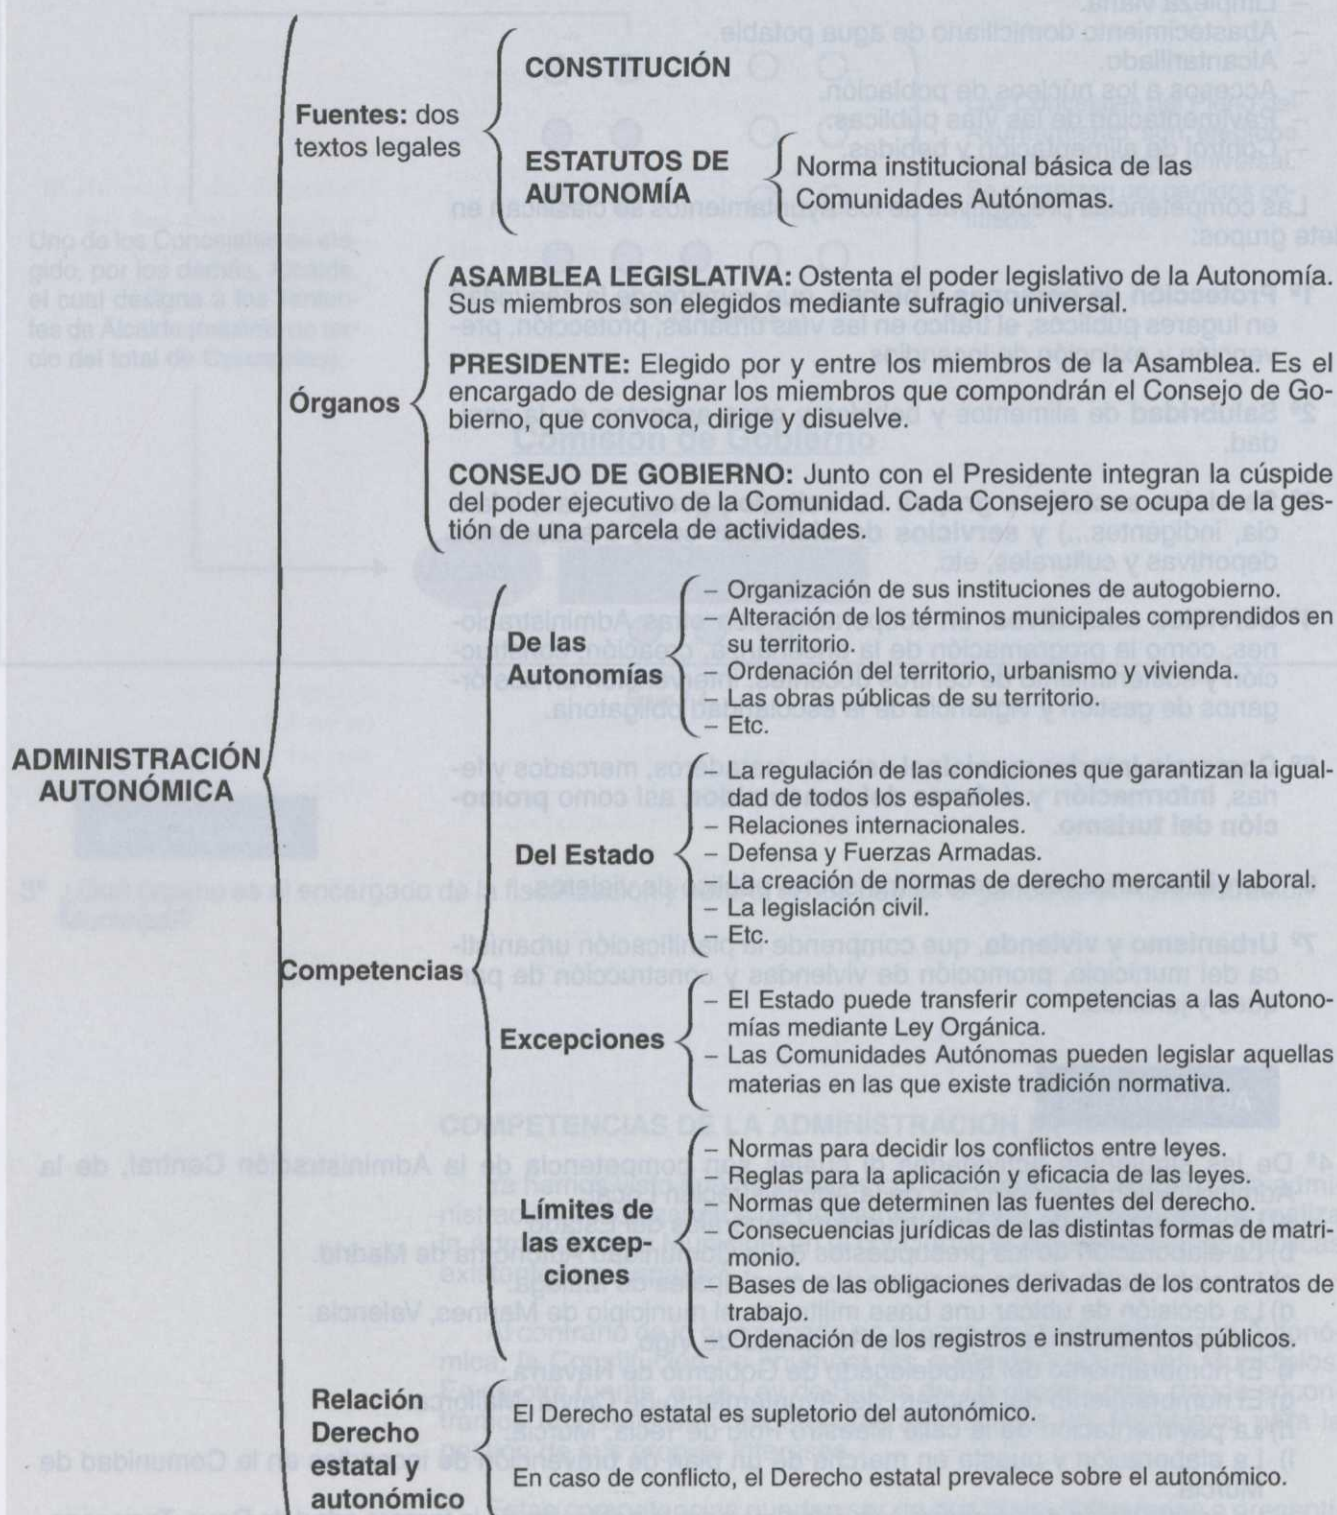 ADMINISTRACIÓN
AUTONÓMICA
Fuentes: dos
textos legales
CONSTITUCIÓN
ESTATUTOS DE
AUTONOMÍA
Norma institucional básica de las
Comunidades Autónomas.
Órganos
ASAMBLEA LEGISLATIVA: Ostenta el poder legislativo de la Autonomía.
Sus miembros son elegidos mediante sufragio universal.
PRESIDENTE: Elegido por y entre los miembros de la Asamblea. Es el
encargado de designar los miembros que compondrán el Consejo de Go-
bierno, que convoca, dirige y disuelve.
CONSEJO DE GOBIERNO: Junto con el Presidente integran la cúspide
del poder ejecutivo de la Comunidad. Cada Consejero se ocupa de la ges-
tión de una parcela de actividades.
Competencias
De las
Autonomías
– Organización de sus instituciones de autogobierno.
– Alteración de los términos municipales comprendidos en
su territorio.
– Ordenación del territorio, urbanismo y vivienda.
– Las obras públicas de su territorio.
– Etc.
Del Estado
– La regulación de las condiciones que garantizan la igual-
dad de todos los españoles.
– Relaciones internacionales.
– Defensa y Fuerzas Armadas.
– La creación de normas de derecho mercantil y laboral.
– La legislación civil.
– Etc.
Excepciones
– El Estado puede transferir competencias a las Autono-
mías mediante Ley Orgánica.
– Las Comunidades Autónomas pueden legislar aquellas
materias en las que existe tradición normativa.
Límites de
las excep-
ciones
– Normas para decidir los conflictos entre leyes.
– Reglas para la aplicación y eficacia de las leyes.
– Normas que determinen las fuentes del derecho.
– Consecuencias jurídicas de las distintas formas de matri-
monio.
– Bases de las obligaciones derivadas de los contratos de
trabajo.
– Ordenación de los registros e instrumentos públicos.
Relación
Derecho
estatal y
autonómico
El Derecho estatal es supletorio del autonómico.
En caso de conflicto, el Derecho estatal prevalece sobre el autonómico.